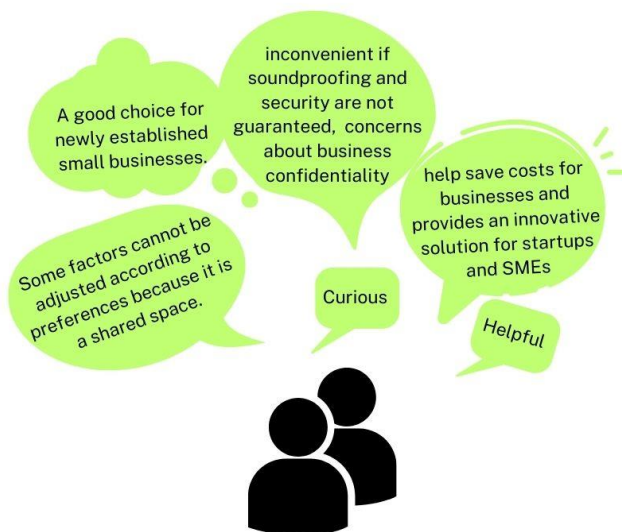 A good choice for
newly established
small businesses.
inconvenient if
soundproofing and
security are not
guaranteed, concerns
about business
confidentiality
help save costs for
businesses and
provides an innovative
solution for startups
and SMEs
Some factors cannot be
adjusted according to
preferences because it is
a shared space.
Curious
Helpful